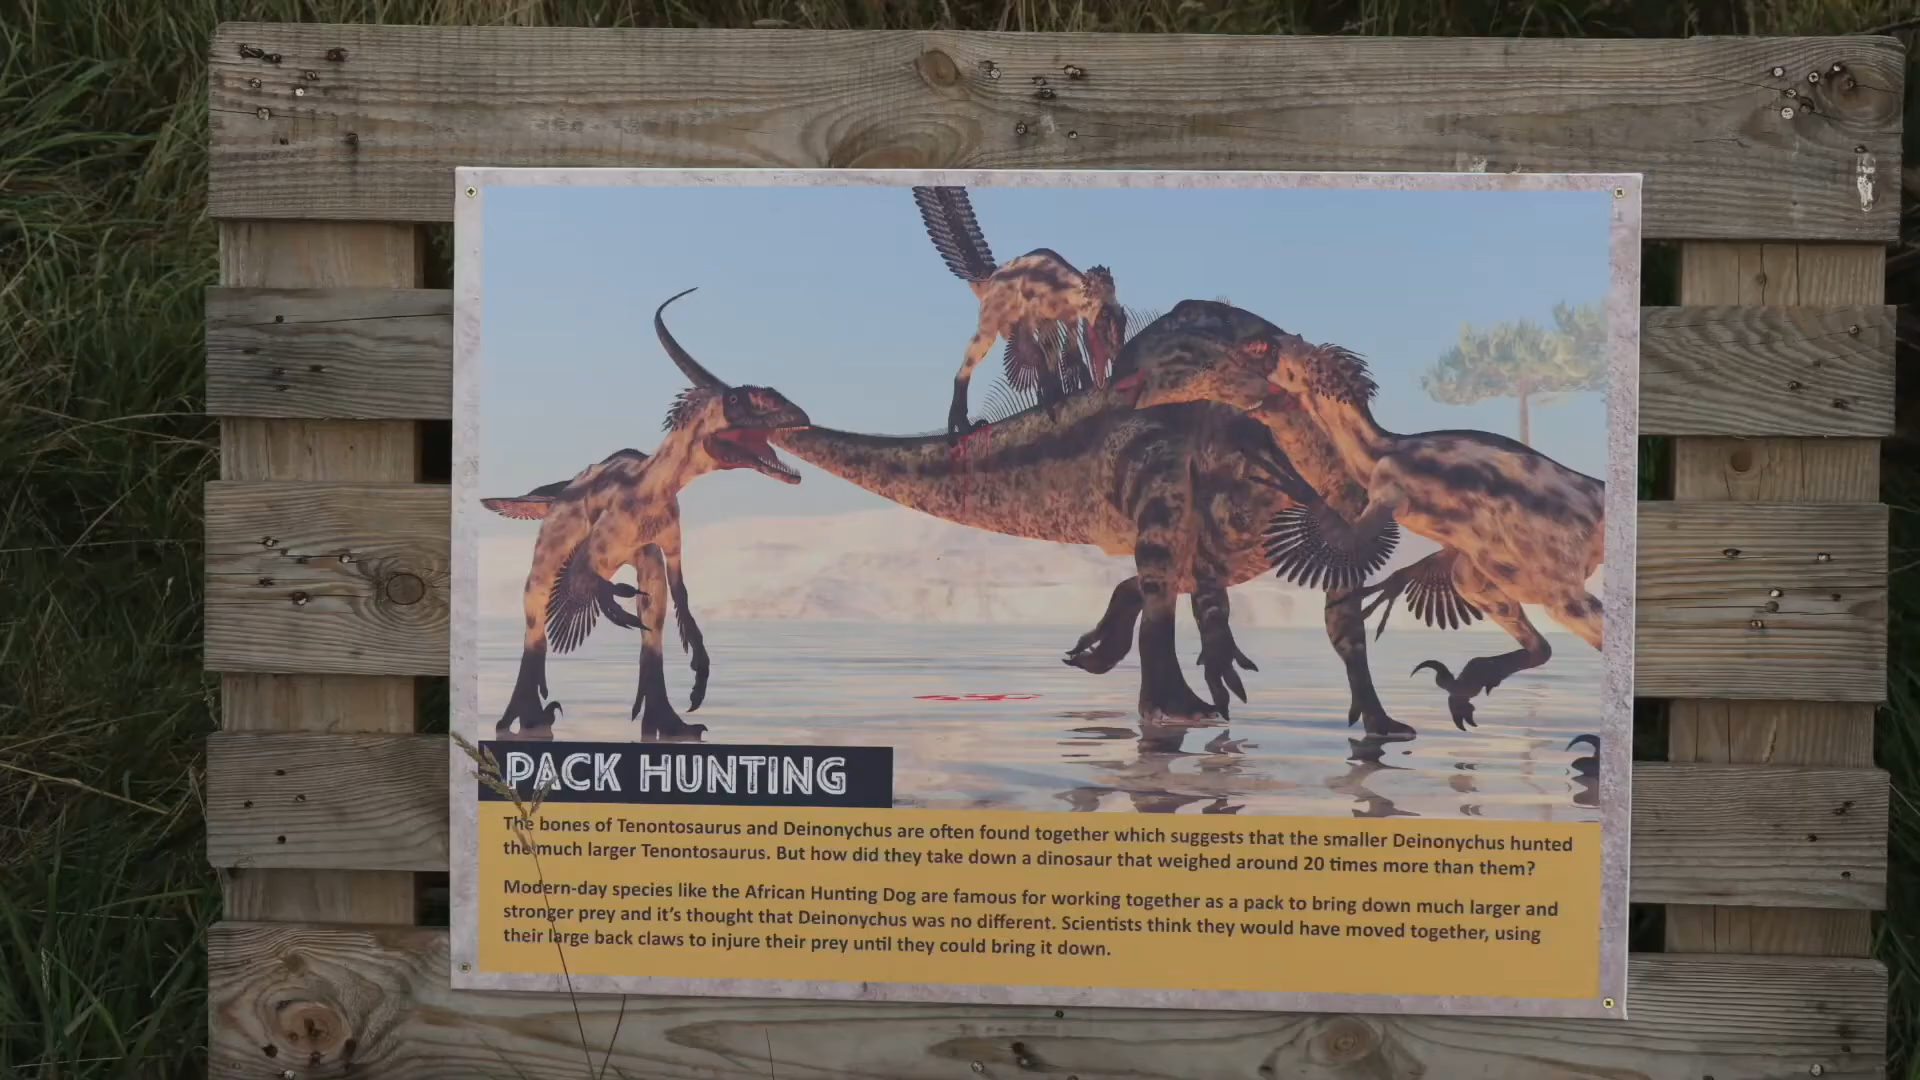 PACK HUNTING
The bones of Tenontosaurus and Deinonychus are often found together which suggests that the smaller Deinonychus hunted
the much larger Tenontosaurus. But how did they take down a dinosaur that weighed around 20 times more than them?
Modern-day species like the African Hunting Dog are famous for working together as a pack to bring down much larger and
stronger prey and it's thought that Deinonychus was no different. Scientists think they would have moved together, using
their large back claws to injure their prey until they could bring it down.